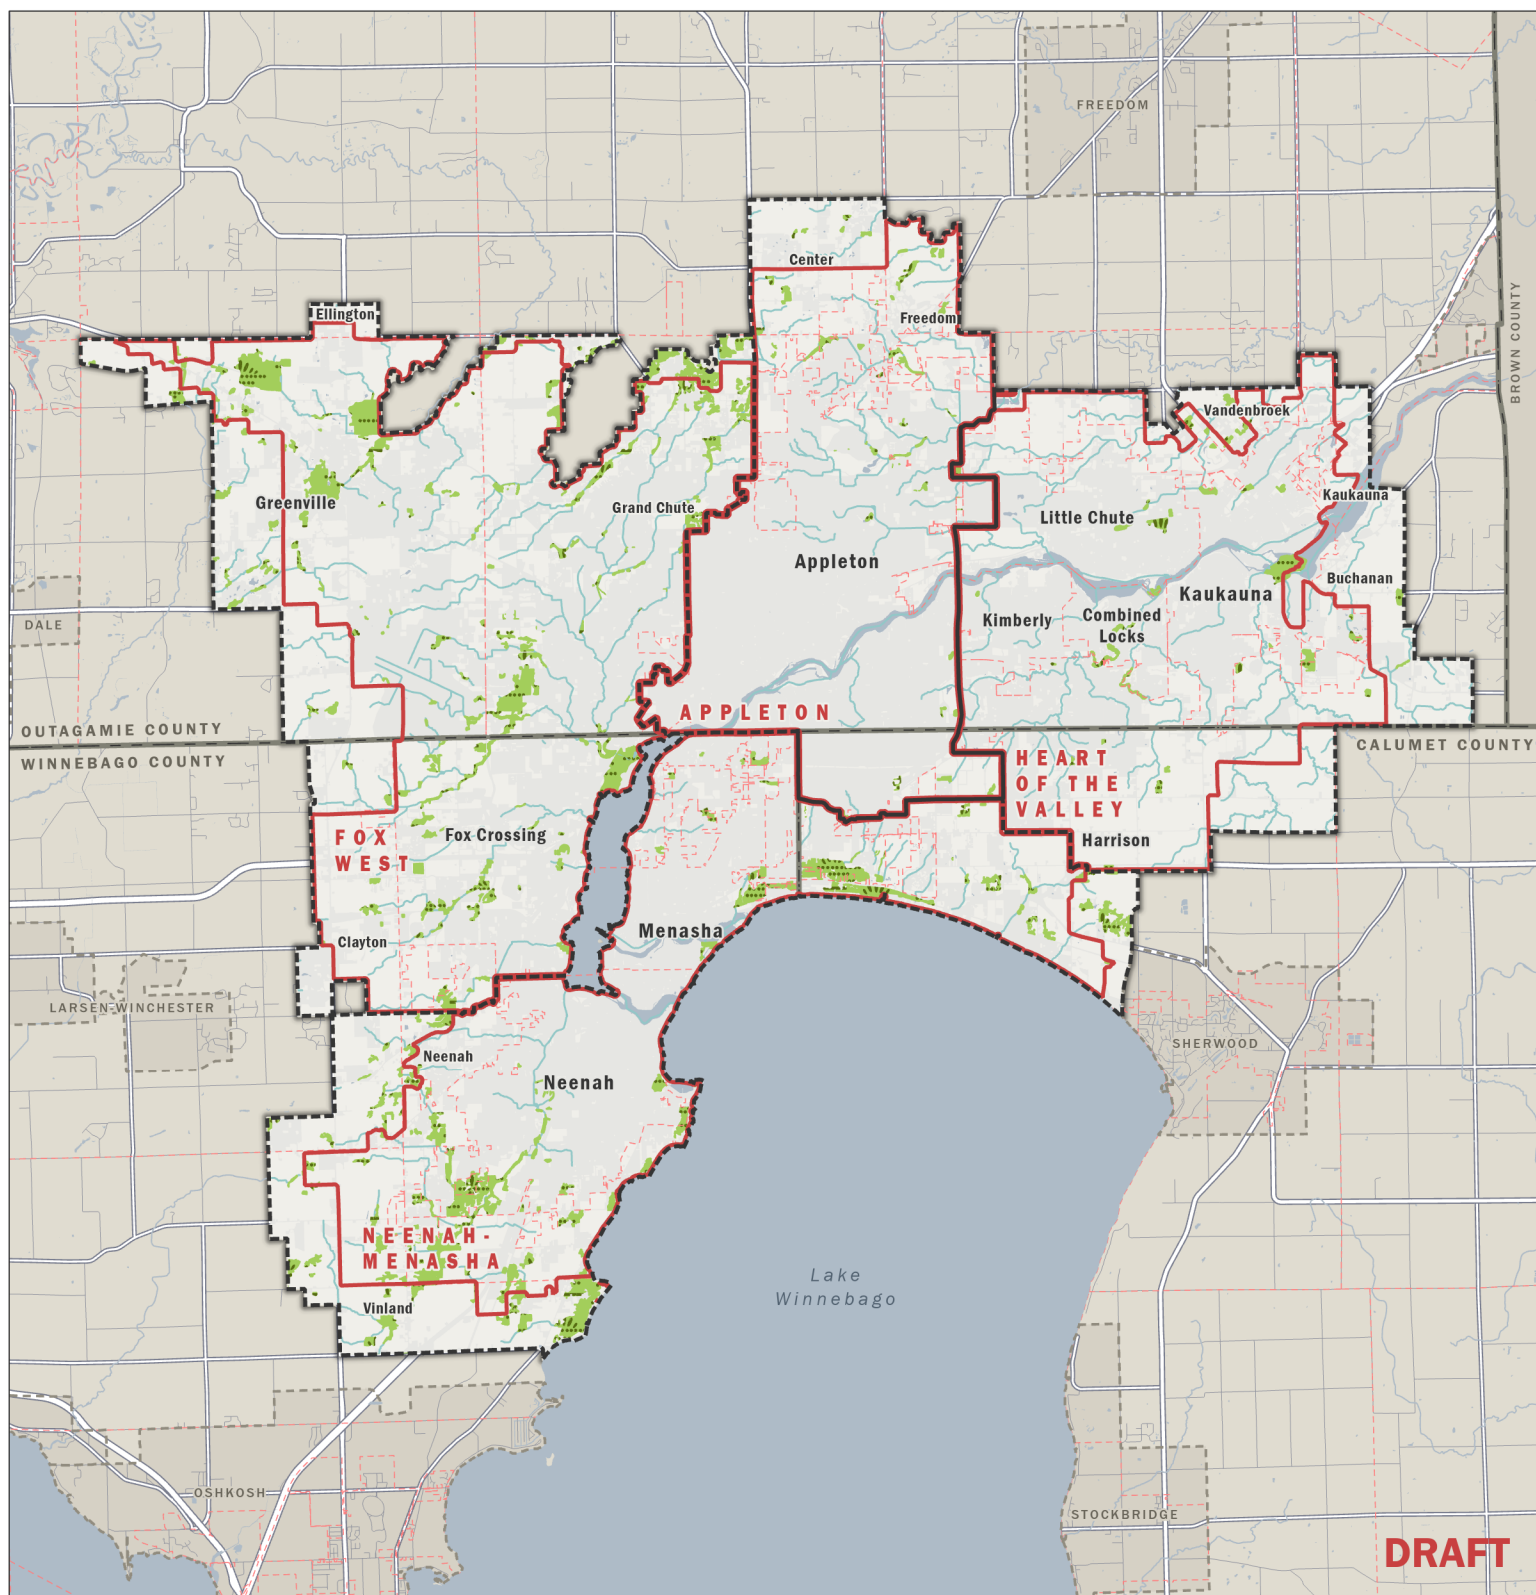 FREEDOM
Center
Ellington
Freedom
BROWN COUNTY
Vandenbroek
Greenville
Grand Chute
Kaukauna
Little Chute
Appleton
Buchanan
Kaukauna
Kimberly
Combined
Locks
DALE
APPLETON
OUTAGAMIE COUNTY
WINNEBAGO COUNTY
CALUMET COUNTY
HEART
OF THE
VALLEY
FOX
WEST
Fox Crossing
Harrison
Menasha
Clayton
LARSEN-WINCHESTER
SHERWOOD
Neenah
Neenah
NEENAH-
MENASHA
Lake
Winnebago
Vinland
OSHKOSH
STOCKBRIDGE
DRAFT